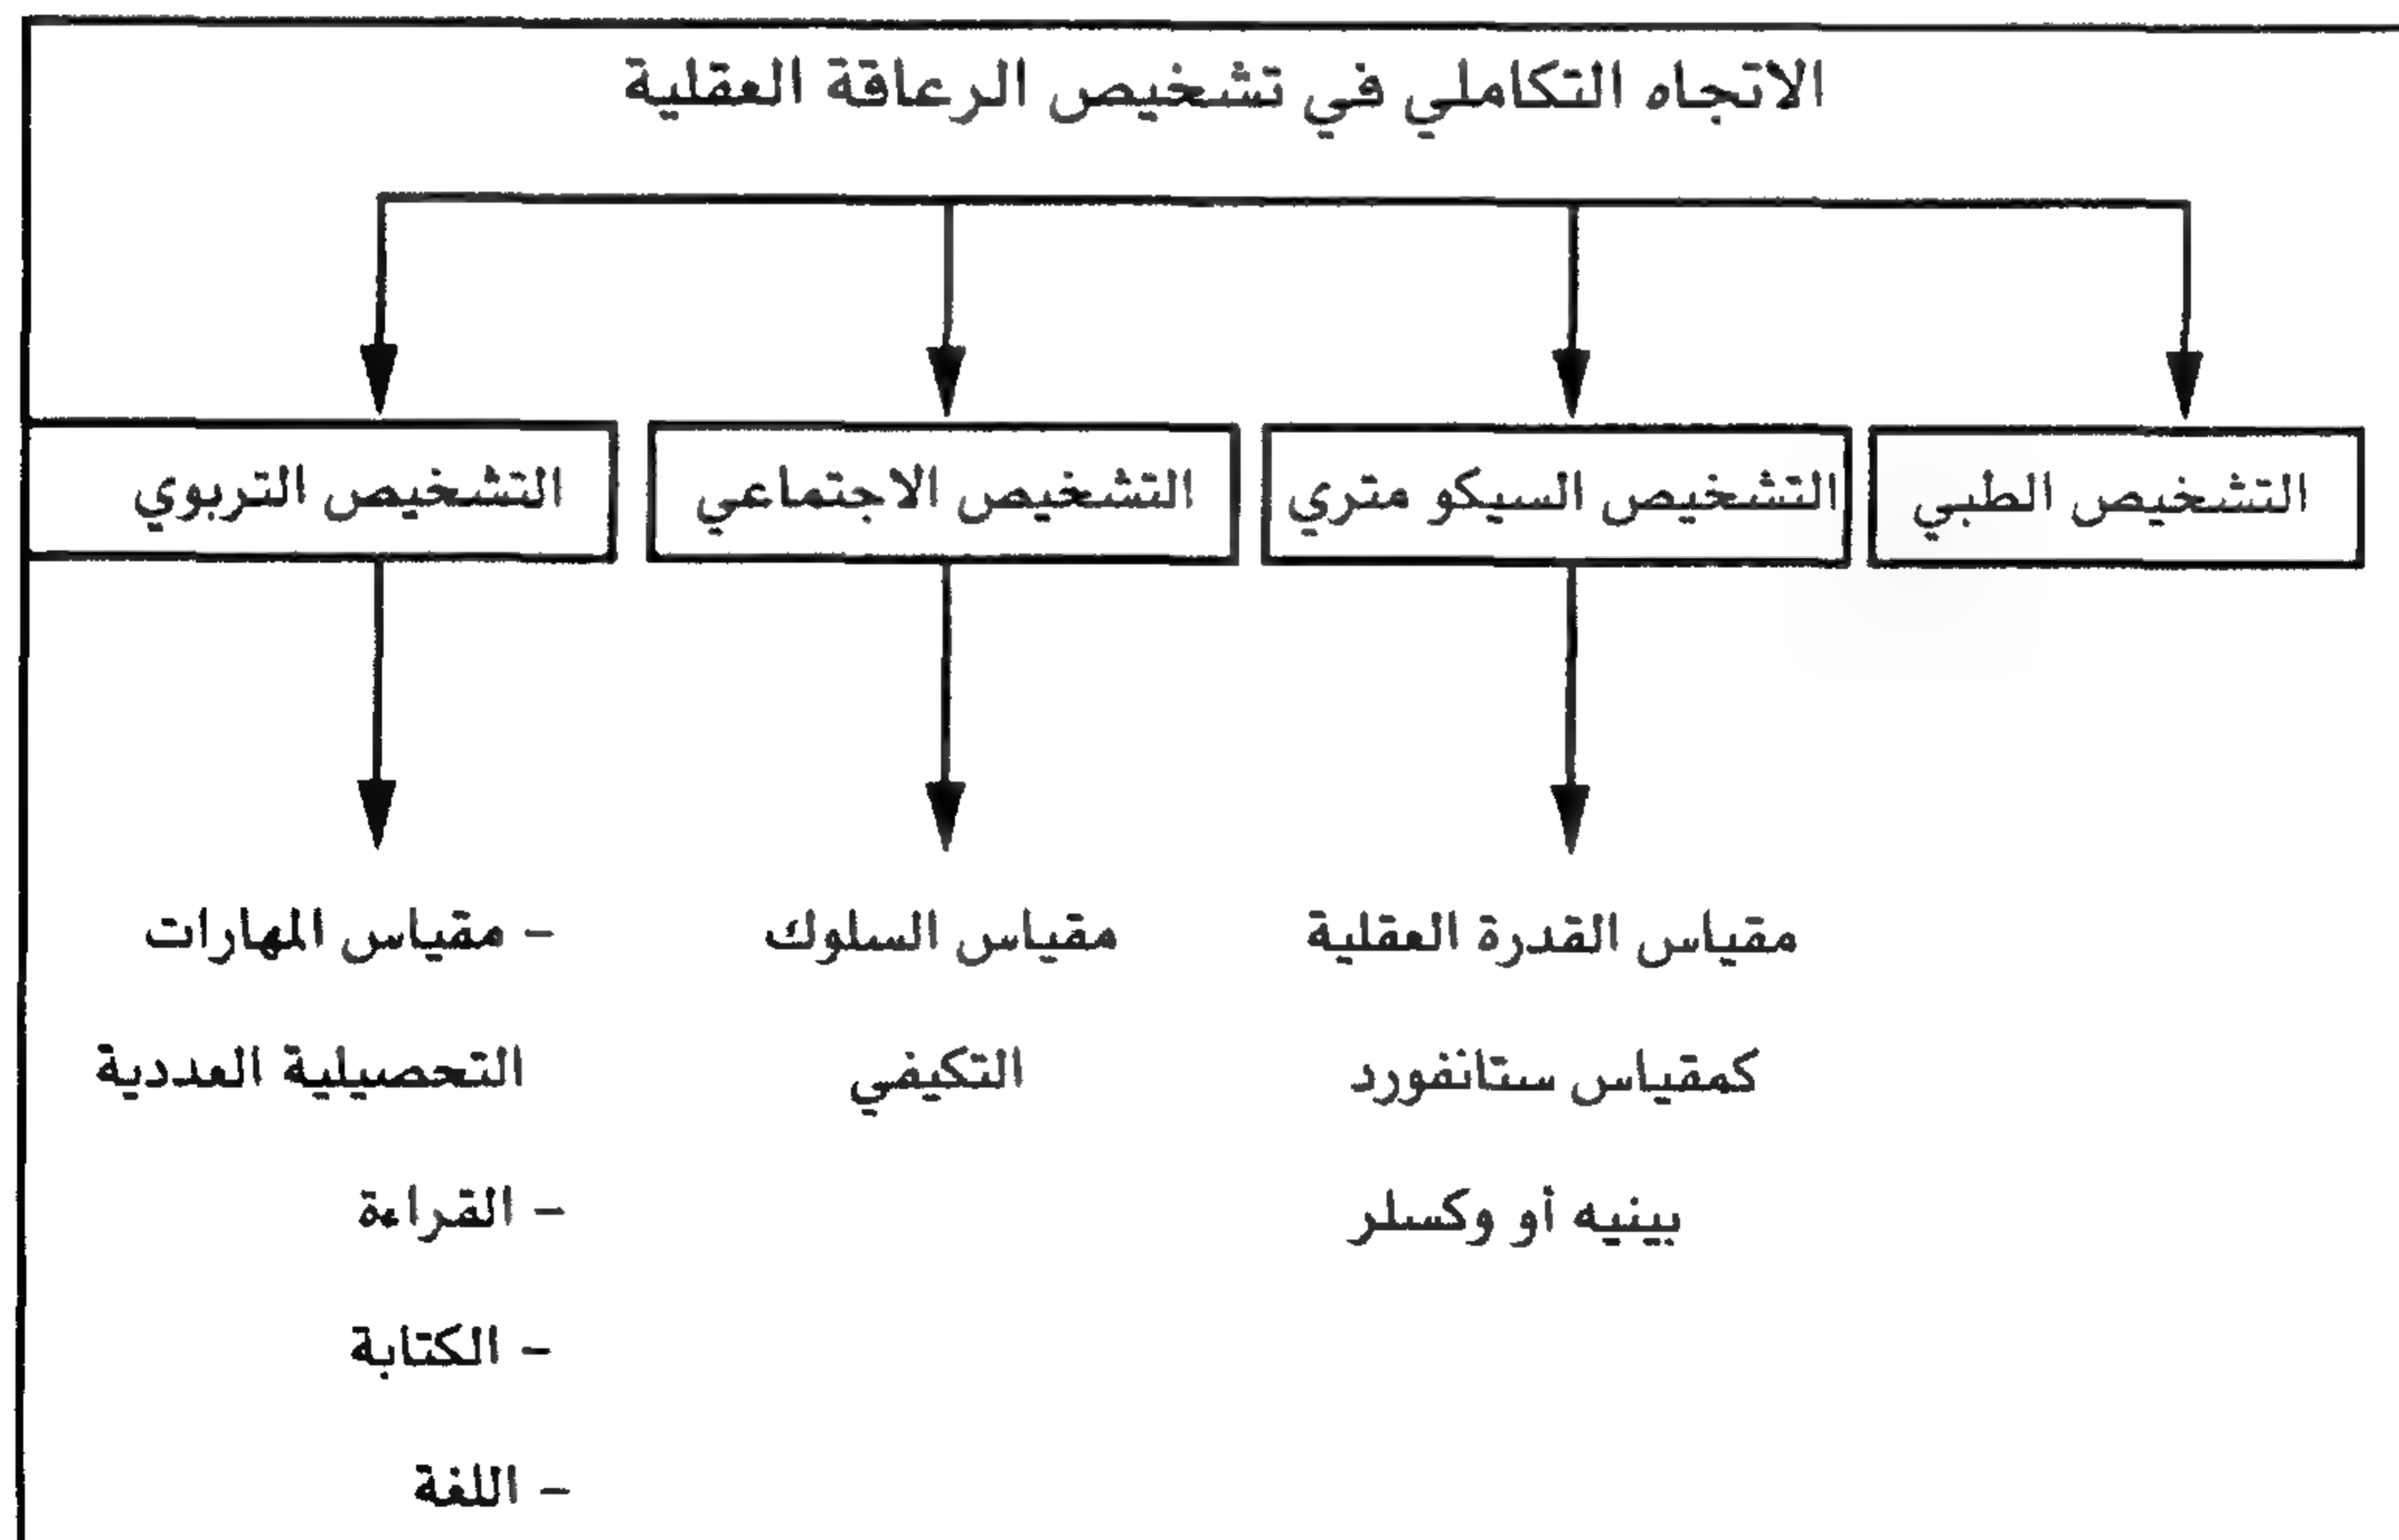 الاتجاه التكاملي في تشخيص الرعاقة العقلية
التشخيص الطبي
التشخيص السيكو متري
التشخيص الاجتماعي
التشخيص التربوي
مقياس القدرة العقلية
كمقياس ستانفورد
بينيه أو وكسلر
مقياس السلوك
التكيفي
- مقياس المهارات
التحصيلية العددية
- القراءة
- الكتابة
- اللغة